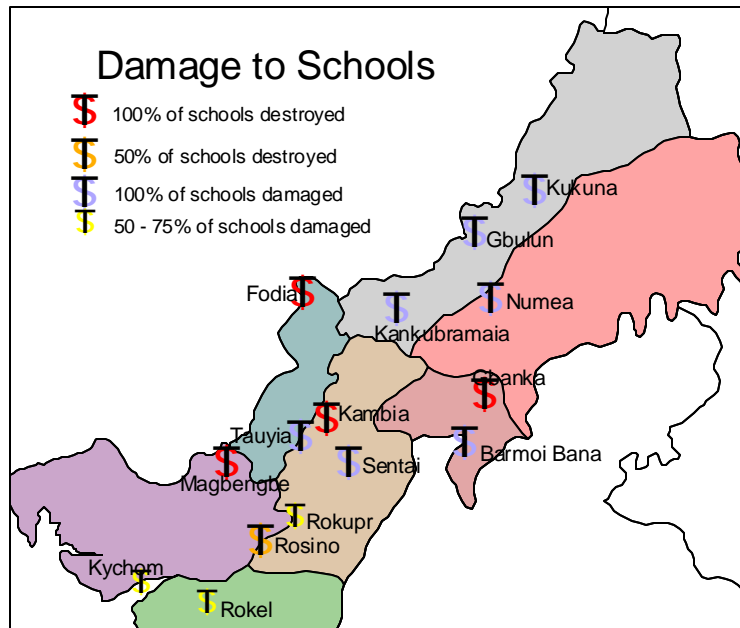 Damage to Schools
100% of schools destroyed
50% of schools destroyed
100% of schools damaged
50 - 75% of schools damaged
Kukuna
Gbulun
Fodia
Numea
Kankubramaia
Gbanka
Kambia
Tauyia
Barmoi Bana
Sentai
Magbengbe
Rokupr
Rosino
Kychom
Rokel